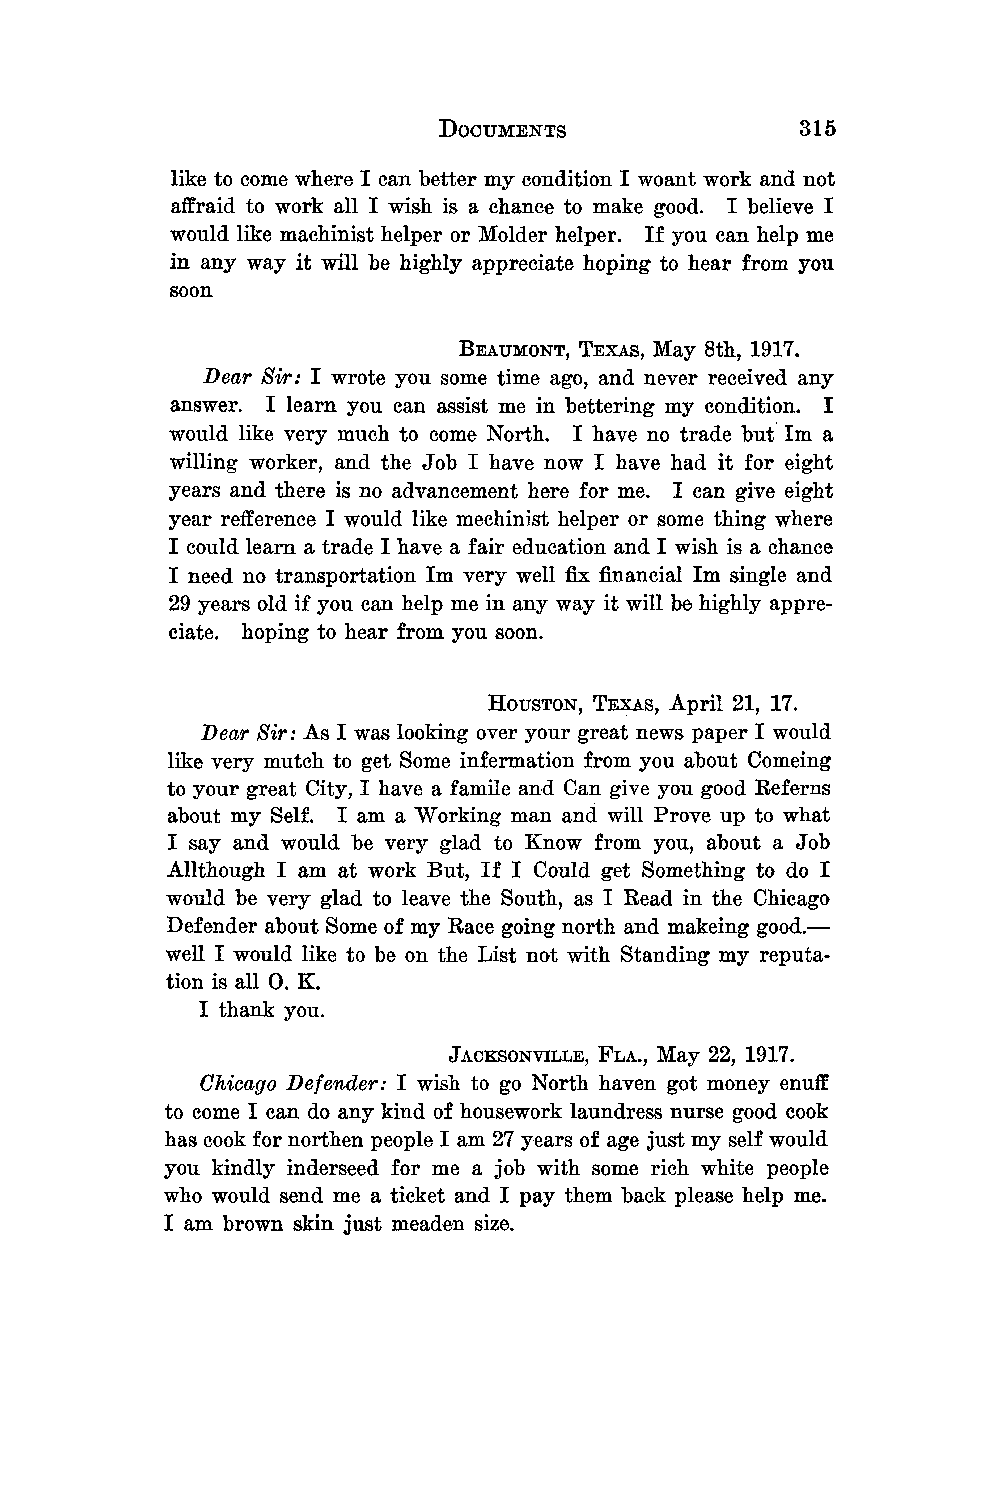 DOCUMENTS 315
like to come where I can better my condition I woant work and not
affraid to work all I wish is a chance to make good. I believe I
would like machinist helper or Molder helper. If you can help me
in any way it will be highly appreciate hoping to hear from you
soon
BEAUMONT, TEXAS, May 8th, 1917.
Dear Sir: I wrote you some time ago, and never received any
answer. I learn you can assist me in bettering my condition. I
would like very much to come North. I have no trade but Im a
willing worker, and the Job I have now I have had it for eight
years and there is no advancement here for me. I can give eight
year refference I would like mechinist helper or some thing where
I could learn a trade I have a fair education and I wish is a chance
I need no transportation Im very well fix financial Im single and
29 years old if you can help me in any way it will be highly appre-
ciate. hoping to hear from you soon.
HOUSTON, TEXAS, April 21, 17.
Dear Sir: As I was looking over your great news paper I would
like very mutch to get Some infermation from you about Comeing
to your great City, I have a famile and Can give you good Referns
about my Self. I am a Working man and will Prove up to what
I say and would be very glad to Know from you, about a Job
Allthough I am at work But, If I Could get Something to do I
would be very glad to leave the South, as I Read in the Chicago
Defender about Some of my Race going north and makeing good.—
well I would like to be on the List not with Standing my reputa-
tion is all O. K.
I thank you.
JACKSONVILLE, FLA., May 22, 1917.
Chicago Defender: I wish to go North haven got money enuff
to come I can do any kind of housework laundress nurse good cook
has cook for northen people I am 27 years of age just my self would
you kindly inderseed for me a job with some rich white people
who would send me a ticket and I pay them back please help me.
I am brown skin just meaden size.